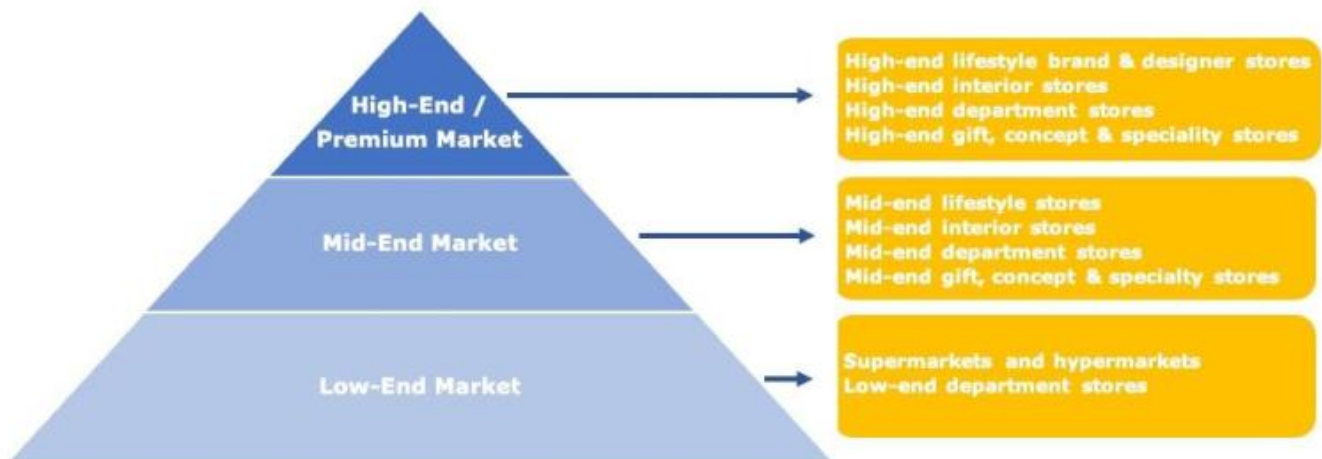 High-End /
Premium Market
High-end lifestyle brand & designer stores
High-end interior stores
High-end department stores
High-end gift, concept & speciality stores
Mid-End Market
Mid-end lifestyle stores
Mid-end interior stores
Mid-end department stores
Mid-end gift, concept & specialty stores
Low-End Market
Supermarkets and hypermarkets
Low-end department stores